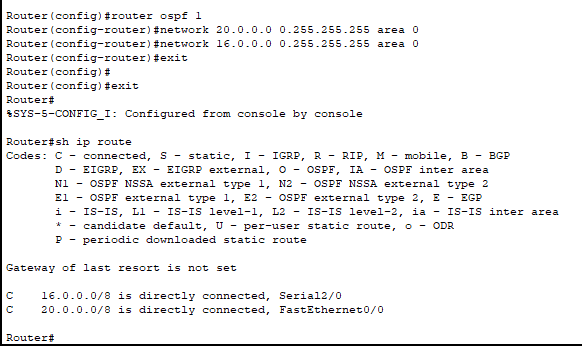 Router(config)#router ospf 1
Router(config-router)#network 20.0.0.0 0.255.255.255 area 0
Router(config-router)#network 16.0.0.0 0.255.255.255 area 0
Router(config-router)#exit
Router(config)#
Router(config)#exit
Router#
%SYS-5-CONFIG_I: Configured from console by console
Router#sh ip route
Codes: C - connected, S - static, I - IGRP, R - RIP, M - mobile, B - BGP
D - EIGRP, EX - EIGRP external, O - OSPF, IA - OSPF inter area
N1 - OSPF NSSA external type 1, N2 - OSPF NSSA external type 2
E1 - OSPF external type 1, E2 - OSPF external type 2, E - EGP
i - IS-IS, L1 - IS-IS level-1, L2 - IS-IS level-2, ia - IS-IS inter area
* - candidate default, U - per-user static route, o - ODR
P - periodic downloaded static route
Gateway of last resort is not set
C 16.0.0.0/8 is directly connected, Serial2/0
C 20.0.0.0/8 is directly connected, FastEthernet0/0
Router#